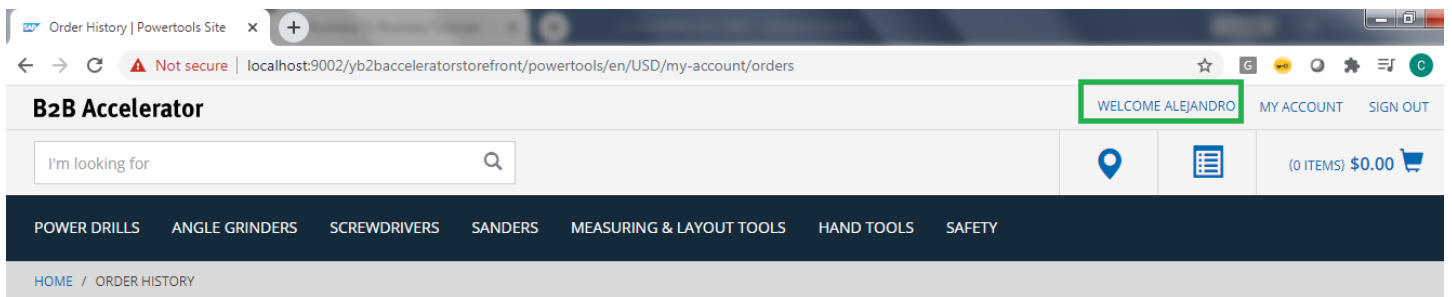 Order History | Powertools Site
Not secure | localhost:9002/yb2bacceleratorstorefront/powertools/en/USD/my-account/orders
G
C
B2B Accelerator
WELCOME ALEJANDRO MY ACCOUNT SIGN OUT
I'm looking for
(0 ITEMS) $0.00
POWER DRILLS ANGLE GRINDERS SCREWDRIVERS SANDERS MEASURING & LAYOUT TOOLS HAND TOOLS SAFETY
HOME / ORDER HISTORY